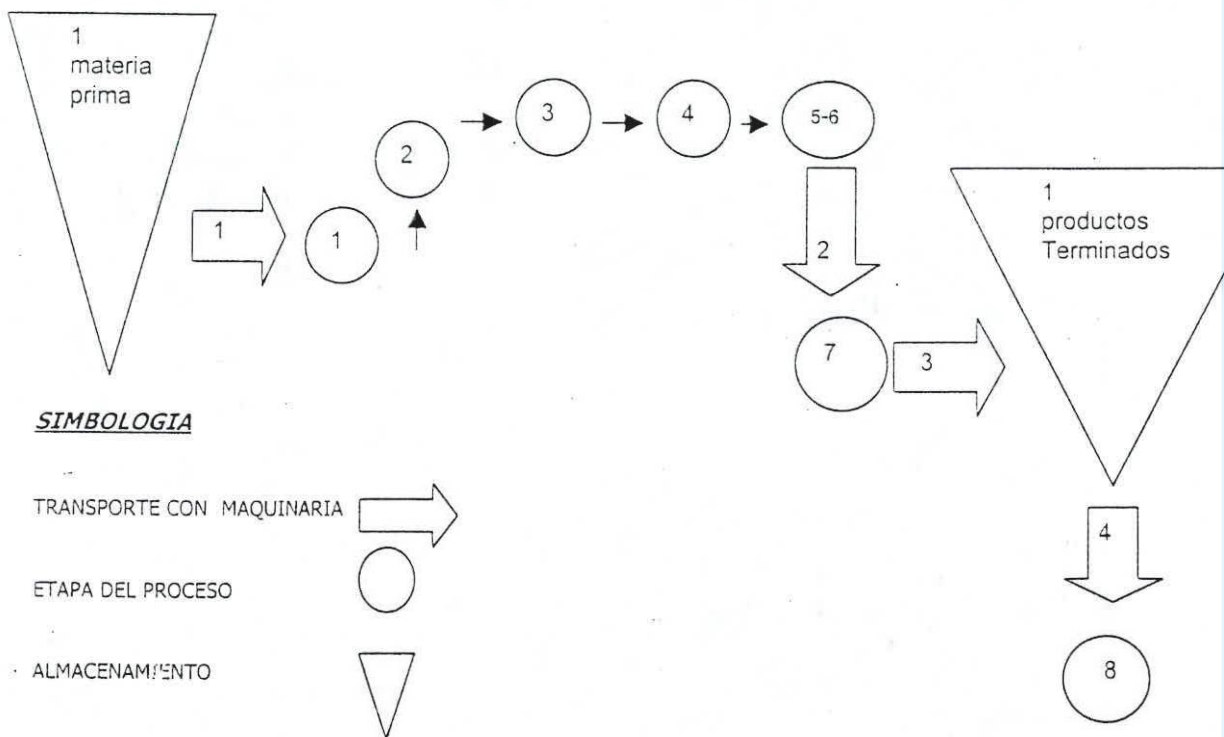 1
materia
prima
1
1
2
3
4
5-6
2
7
3
1
productos
Terminados
4
8
SIMBOLOGIA
TRANSPORTE CON MAQUINARIA
ETAPA DEL PROCESO
ALMACENAMIENTO